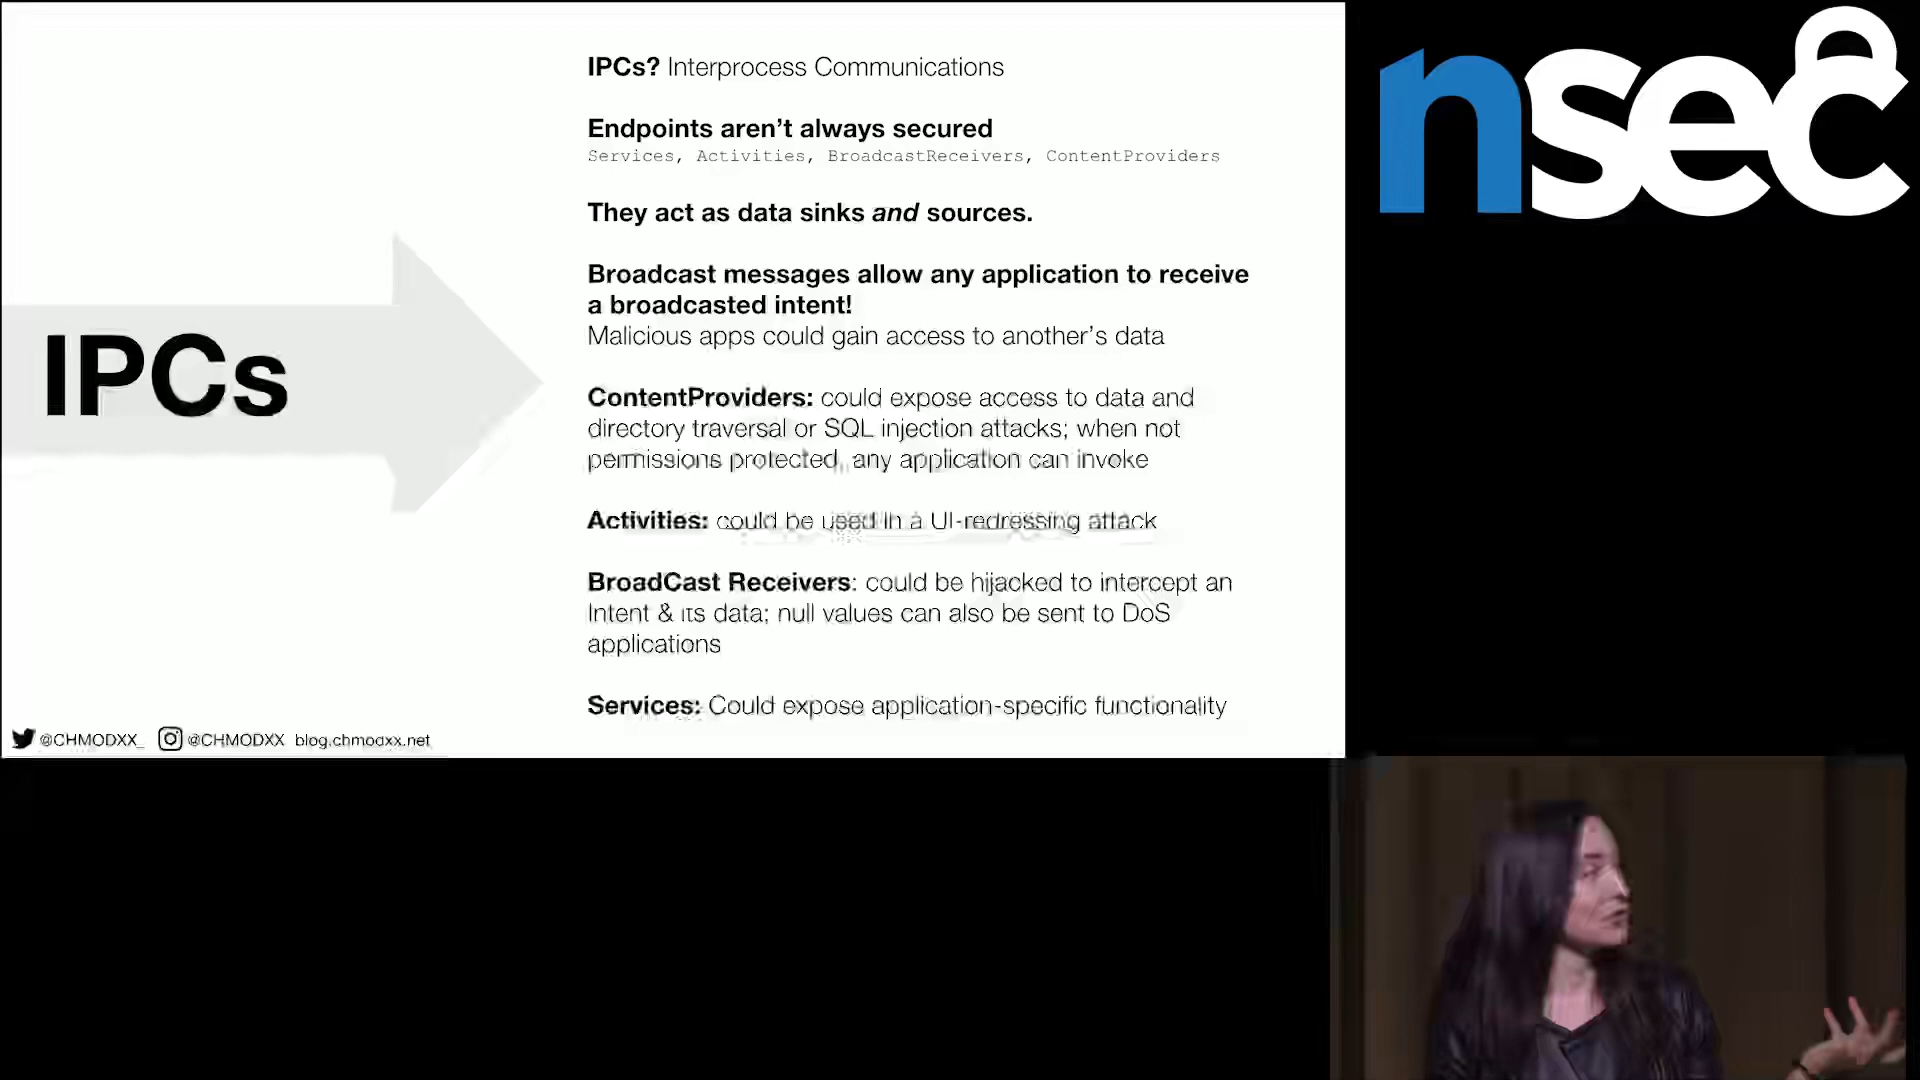 IPCs? Interprocess Communications
Endpoints aren't always secured
Services, Activities, BroadcastReceivers, ContentProviders
They act as data sinks and sources.
Broadcast messages allow any application to receive
a broadcasted intent!
Malicious apps could gain access to another's data
IPCs
ContentProviders: could expose access to data and
directory traversal or SQL injection attacks; when not
permissions protected, any application can invoke
Activities: could be used in a UI-redressing attack
BroadCast Receivers: could be hijacked to intercept an
Intent & its data; null values can also be sent to DoS
applications
Services: Could expose application-specific functionality
@CHMODXX_ @CHMODXX blog.chmodxx.net
nsec